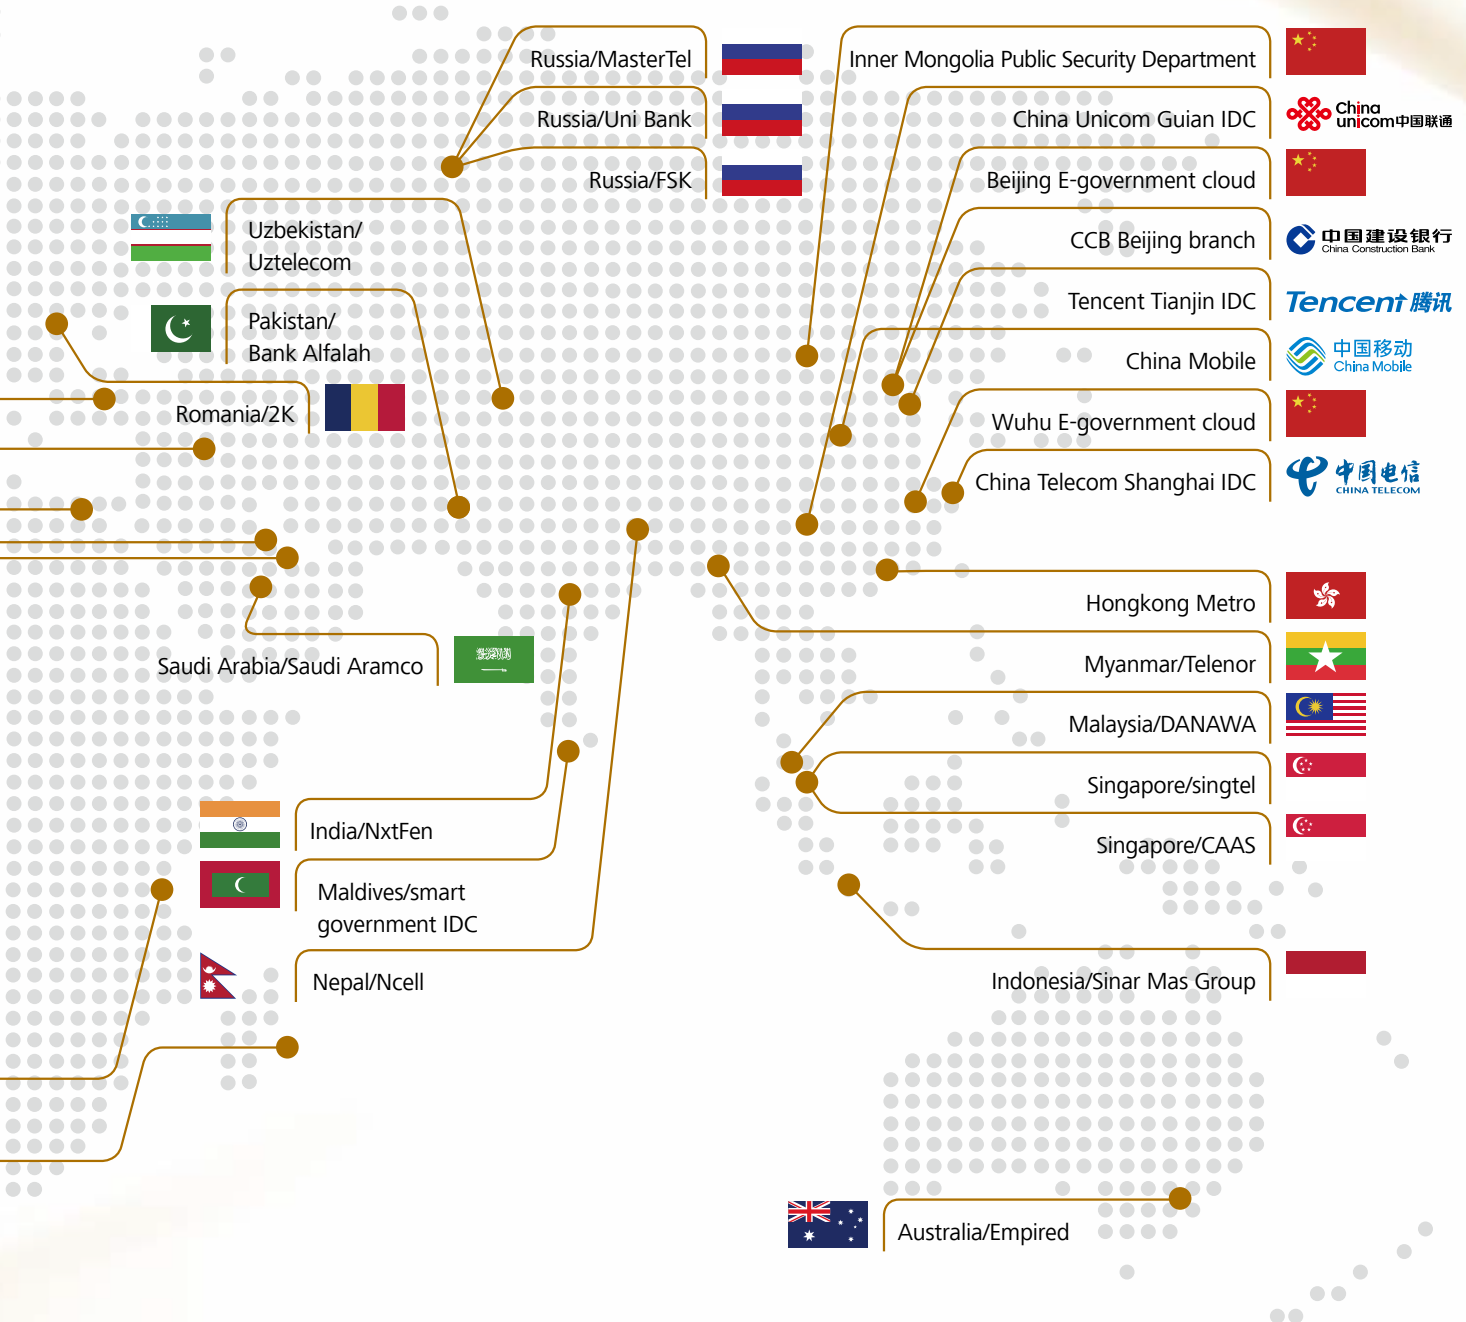 Russia/MasterTel
Russia/Uni Bank
Russia/FSK
Uzbekistan/
Uztelecom
Pakistan/
Bank Alfalah
Romania/2K
Saudi Arabia/Saudi Aramco
India/NxtFen
Maldives/smart
government IDC
Nepal/Ncell
Inner Mongolia Public Security Department
China Unicom Guian IDC
China
unicom中国联通
Beijing E-government cloud
CCB Beijing branch
中国建设银行
China Construction Bank
Tencent Tianjin IDC
Tencent 腾讯
China Mobile
中国移动
China Mobile
Wuhu E-government cloud
China Telecom Shanghai IDC
中国电信
CHINA TELECOM
Hongkong Metro
Myanmar/Telenor
Malaysia/DANAWA
Singapore/singtel
Singapore/CAAS
Indonesia/Sinar Mas Group
Australia/Empired